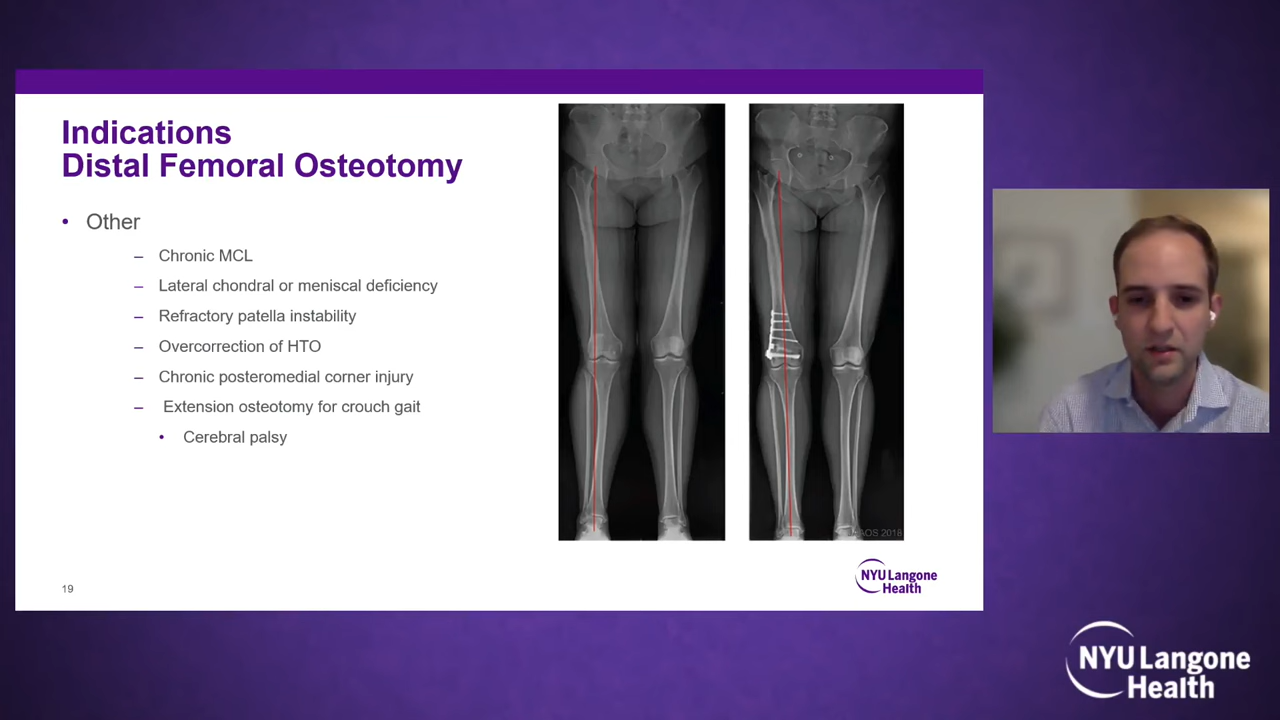 Indications
Distal Femoral Osteotomy
• Other
– Chronic MCL
– Lateral chondral or meniscal deficiency
– Refractory patella instability
– Overcorrection of HTO
– Chronic posteromedial corner injury
– Extension osteotomy for crouch gait
• Cerebral palsy
2018
19
NYU Langone
Health
NYU Langone
Health